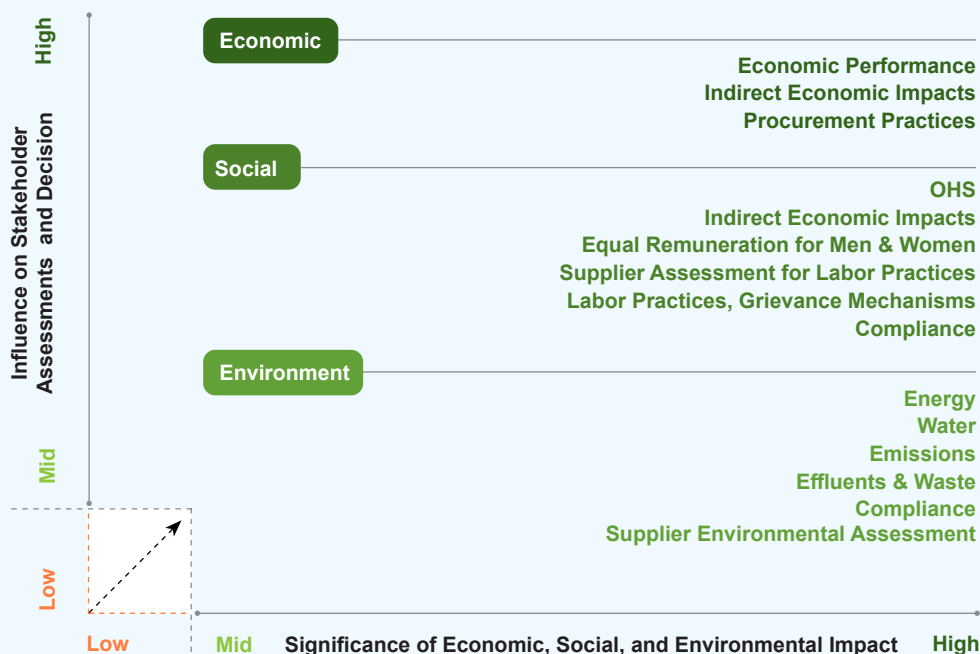 High
Influence on Stakeholder
Assessments and Decision
Mid
Low
Economic
Economic Performance
Indirect Economic Impacts
Procurement Practices
Social
OHS
Indirect Economic Impacts
Equal Remuneration for Men & Women
Supplier Assessment for Labor Practices
Labor Practices, Grievance Mechanisms
Compliance
Environment
Energy
Water
Emissions
Effluents & Waste
Compliance
Supplier Environmental Assessment
Low
Mid
Significance of Economic, Social, and Environmental Impact
High